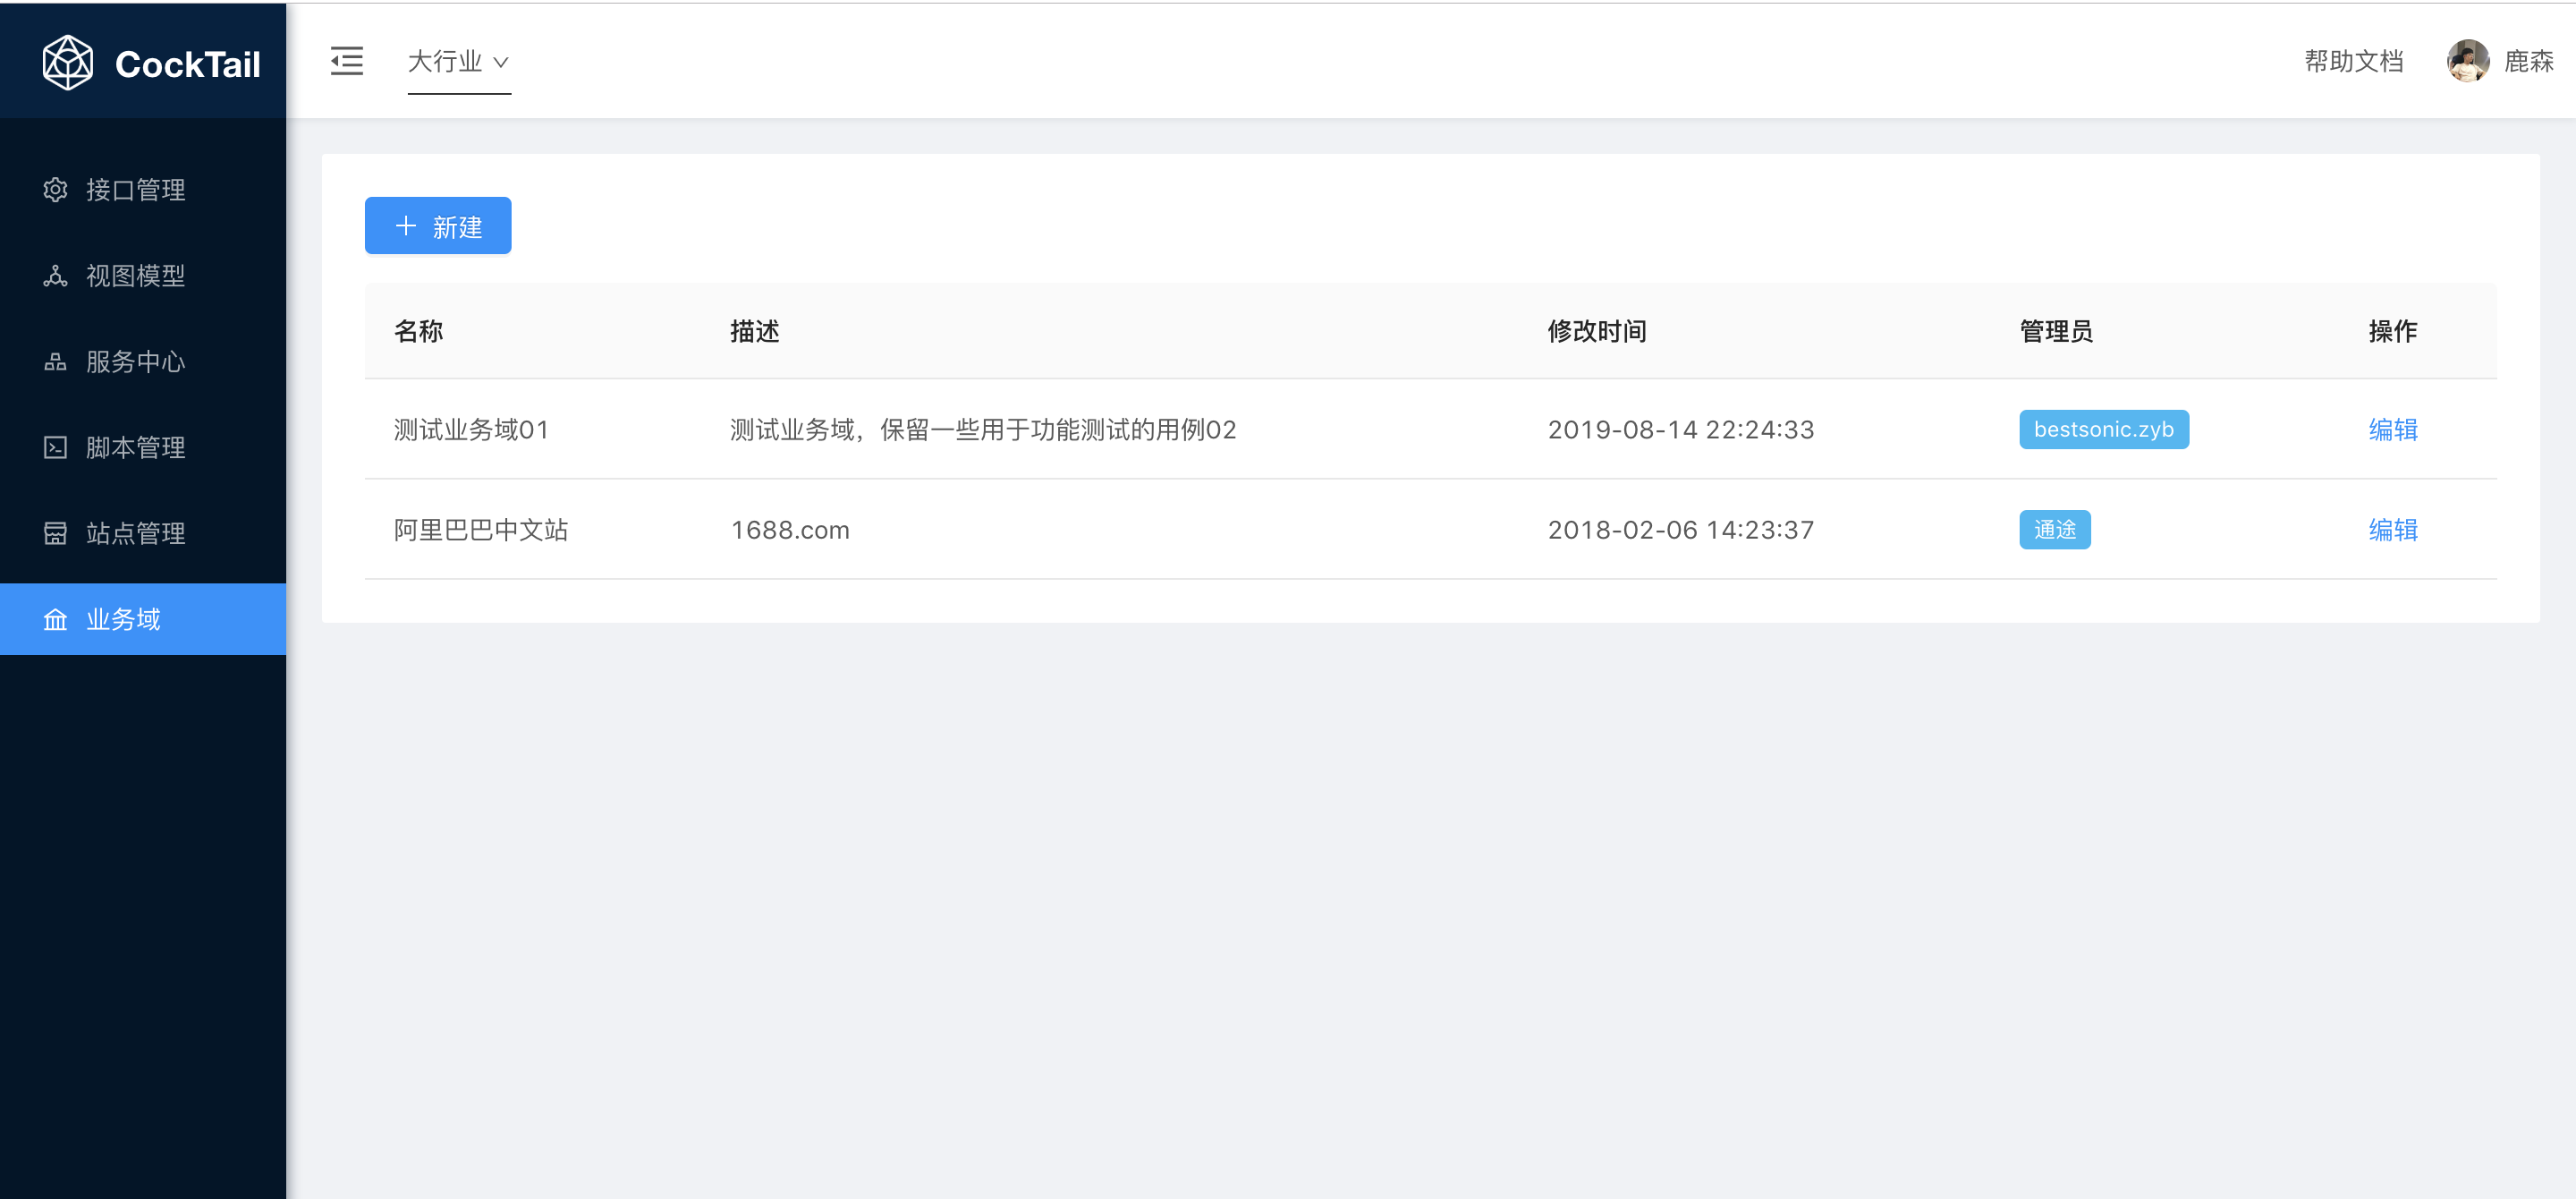 CockTail
大行业
帮助文档
鹿森
接口管理
视图模型
服务中心
脚本管理
站点管理
业务域
新建
名称 描述 修改时间 管理员 操作
测试业务域01 测试业务域，保留一些用于功能测试的用例02 2019-08-14 22:24:33 bestsonic.zyb 编辑
阿里巴巴中文站 1688.com 2018-02-06 14:23:37 通途 编辑